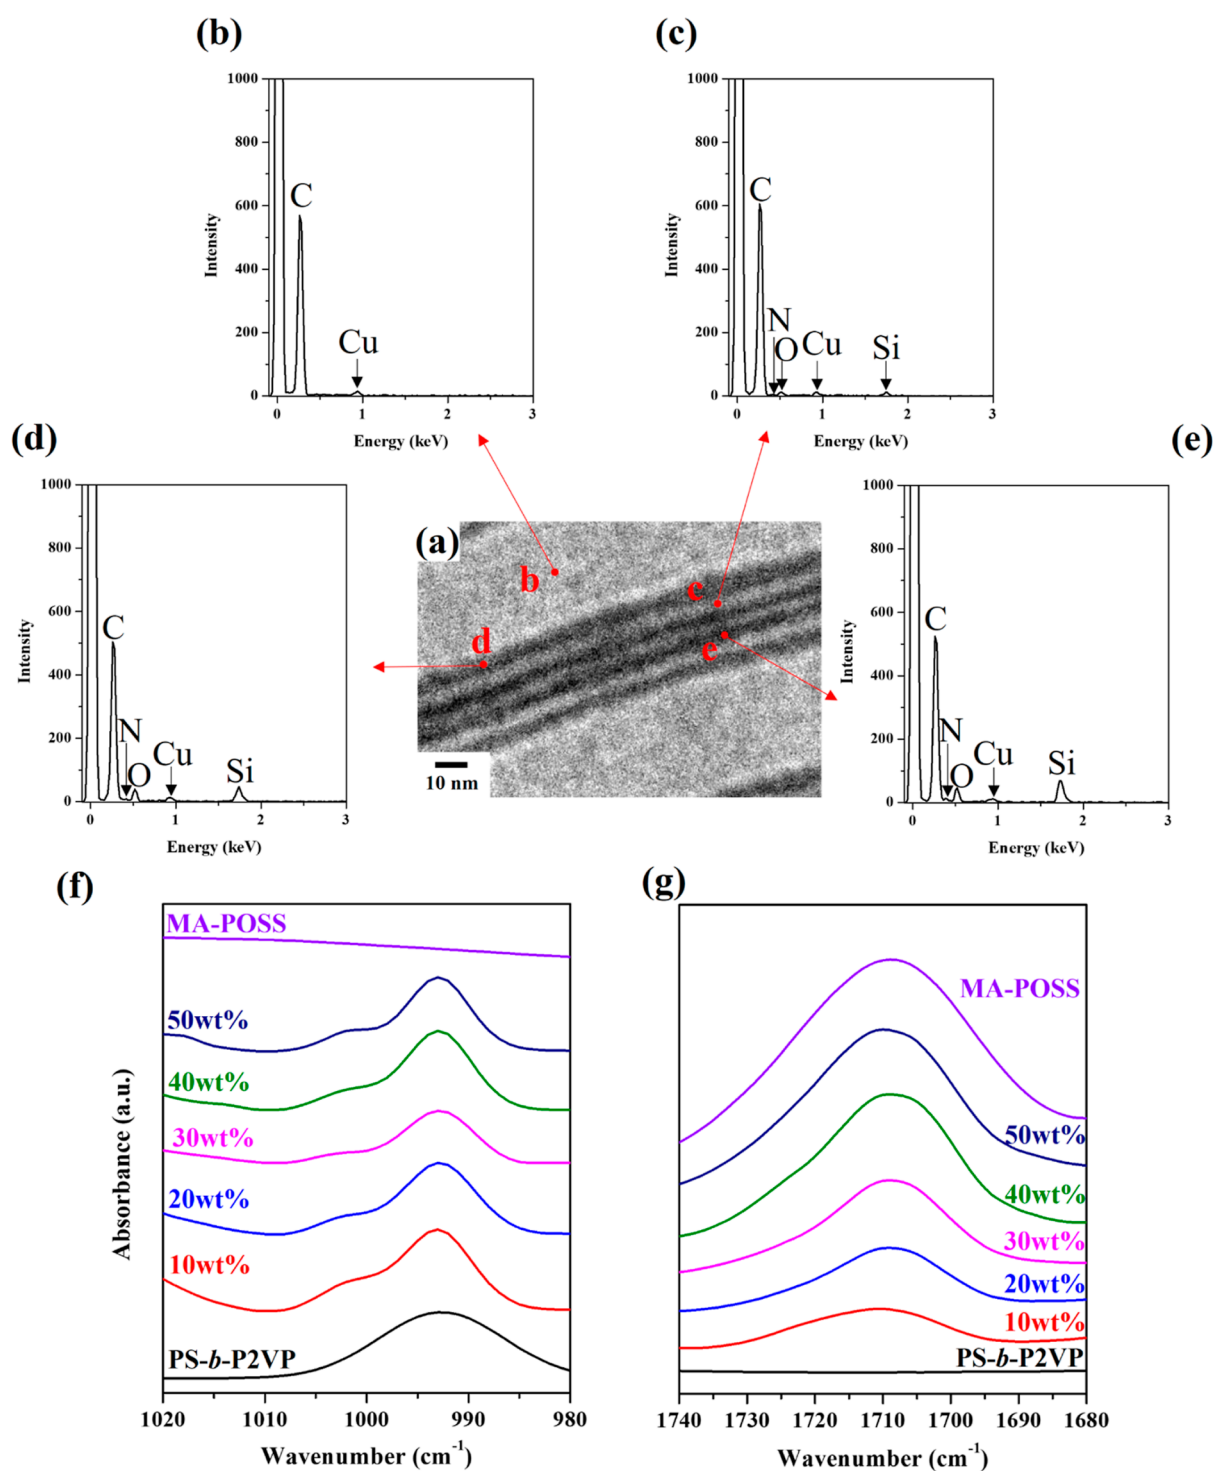 (b)
1000
800
600
400
200
0
Intensity
C
Cu
0 1 2 3
Energy (keV)
(c)
1000
800
600
400
200
0
Intensity
C
N
O
Cu
Si
0 1 2 3
Energy (keV)
(d)
1000
800
600
400
200
0
Intensity
C
N
O
Cu
Si
0 1 2 3
Energy (keV)
(a)
b
c
d
e
10 nm
(e)
1000
800
600
400
200
0
Intensity
C
N
O
Cu
Si
0 1 2 3
Energy (keV)
(f)
MA-POSS
50wt%
40wt%
30wt%
20wt%
10wt%
PS-b-P2VP
Absorbance (a.u.)
1020 1010 1000 990 980
Wavenumber (cm⁻¹)
(g)
MA-POSS
50wt%
40wt%
30wt%
20wt%
10wt%
PS-b-P2VP
1740 1730 1720 1710 1700 1690 1680
Wavenumber (cm⁻¹)